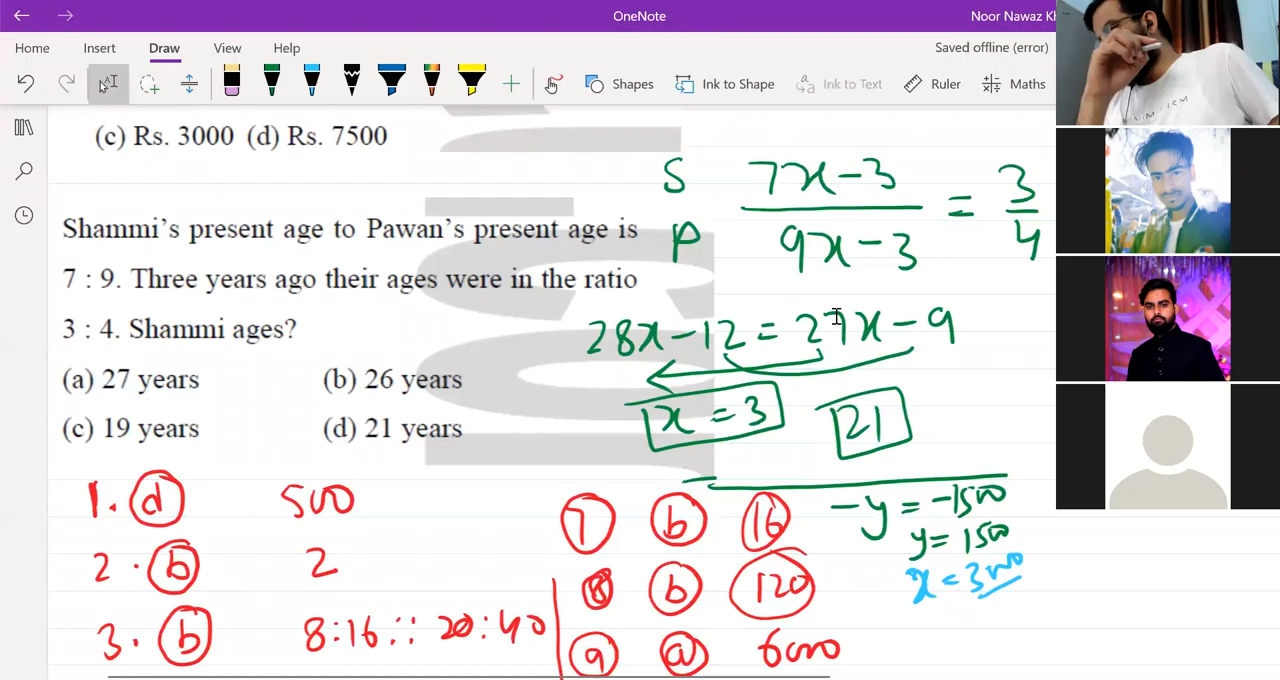 OneNote
Noor Nawaz Kh
Home Insert Draw View Help
Saved offline (error)
Shapes Ink to Shape Ink to Text Ruler Maths
(c) Rs. 3000 (d) Rs. 7500
Shammi's present age to Pawan's present age is
7 : 9. Three years ago their ages were in the ratio
3 : 4. Shammi ages?
(a) 27 years (b) 26 years
(c) 19 years (d) 21 years
S 7x-3 = 3
P 9x-3 4
28x-12 = 27x-9
x = 3 21
-y = -1500
y = 1500
x = 3000
1. d 500
2. b 2
3. b 8:16 :: 20:40
7 b 16
8 b 120
9 a 6000